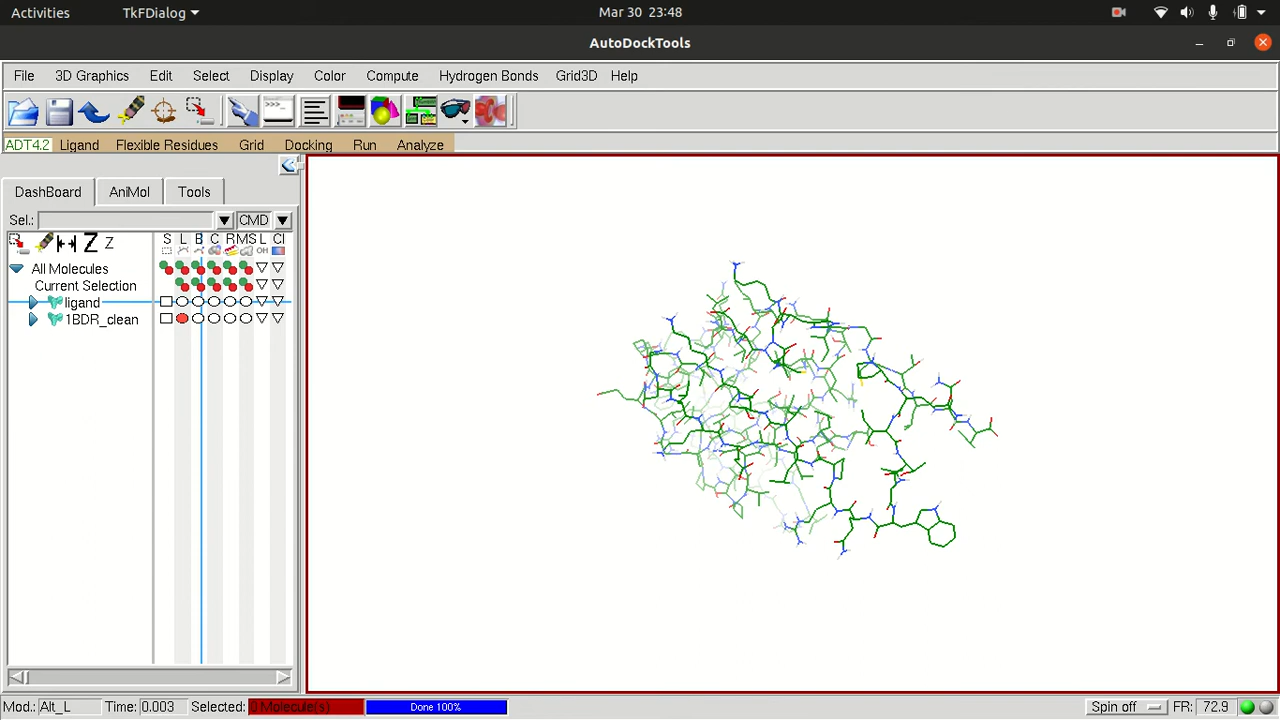 Activities TkFDialog Mar 30 23:48
AutoDockTools
File 3D Graphics Edit Select Display Color Compute Hydrogen Bonds Grid3D Help
>>>_
ADT4.2 Ligand Flexible Residues Grid Docking Run Analyze
DashBoard AniMol Tools
Sel.: CMD
Z Z S L B C R MS L Cl
OH
All Molecules
Current Selection
ligand
1BDR_clean
Mod.: Alt_L Time: 0.003 Selected: 0 Molecule(s) Done 100% Spin off FR: 72.9